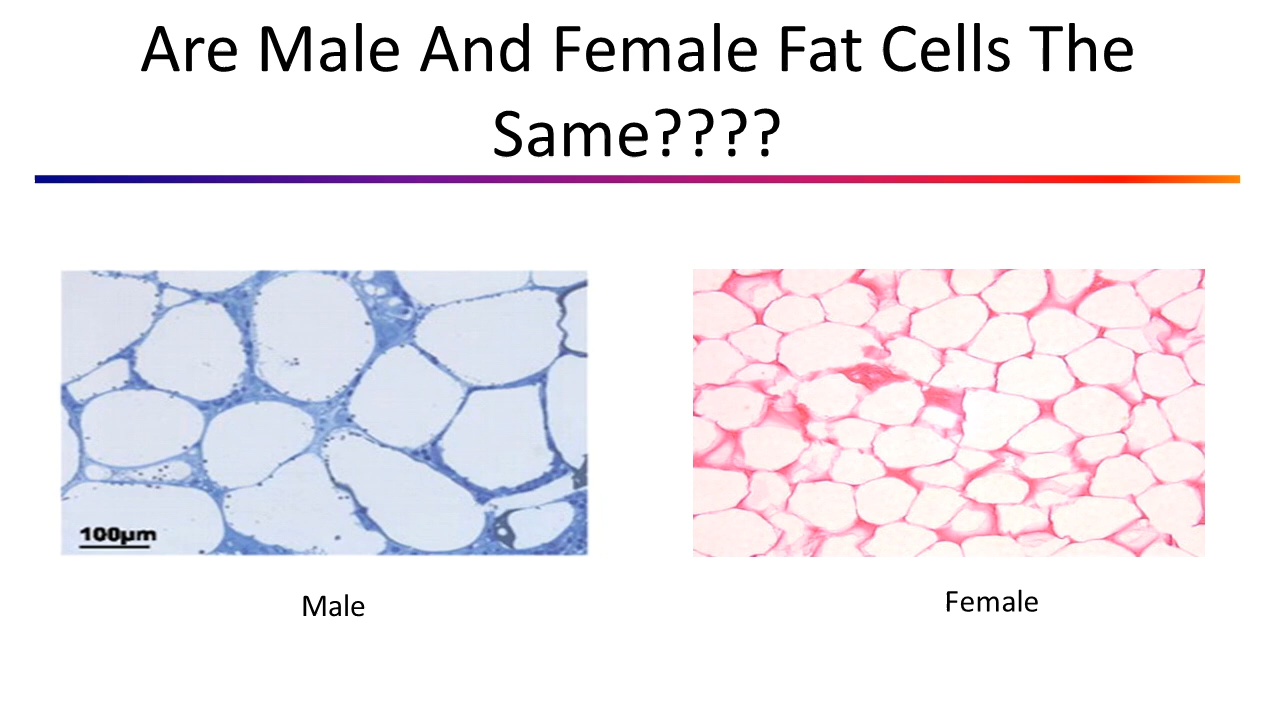 Are Male And Female Fat Cells The
Same????
100µm
Male
Female